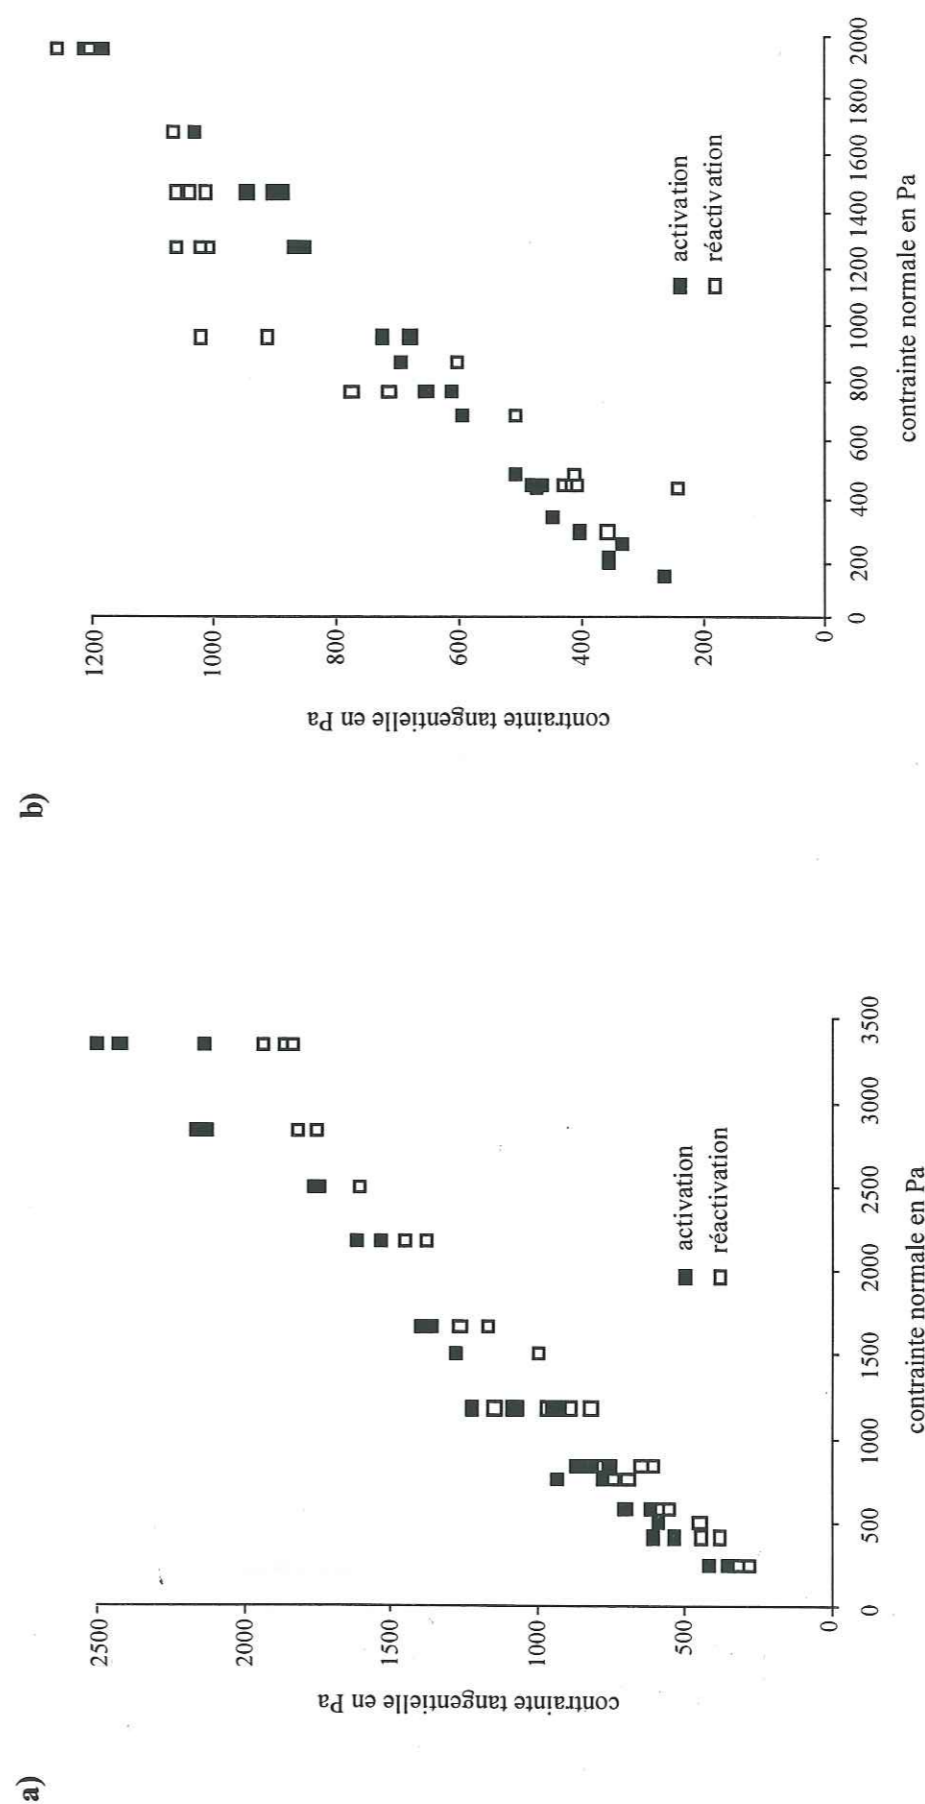 a)
contrainte tangentielle en Pa
2500
2000
1500
1000
500
0
0 500 1000 1500 2000 2500 3000 3500
contrainte normale en Pa
activation
réactivation
b)
contrainte tangentielle en Pa
1200
1000
800
600
400
200
0
0 200 400 600 800 1000 1200 1400 1600 1800 2000
contrainte normale en Pa
activation
réactivation